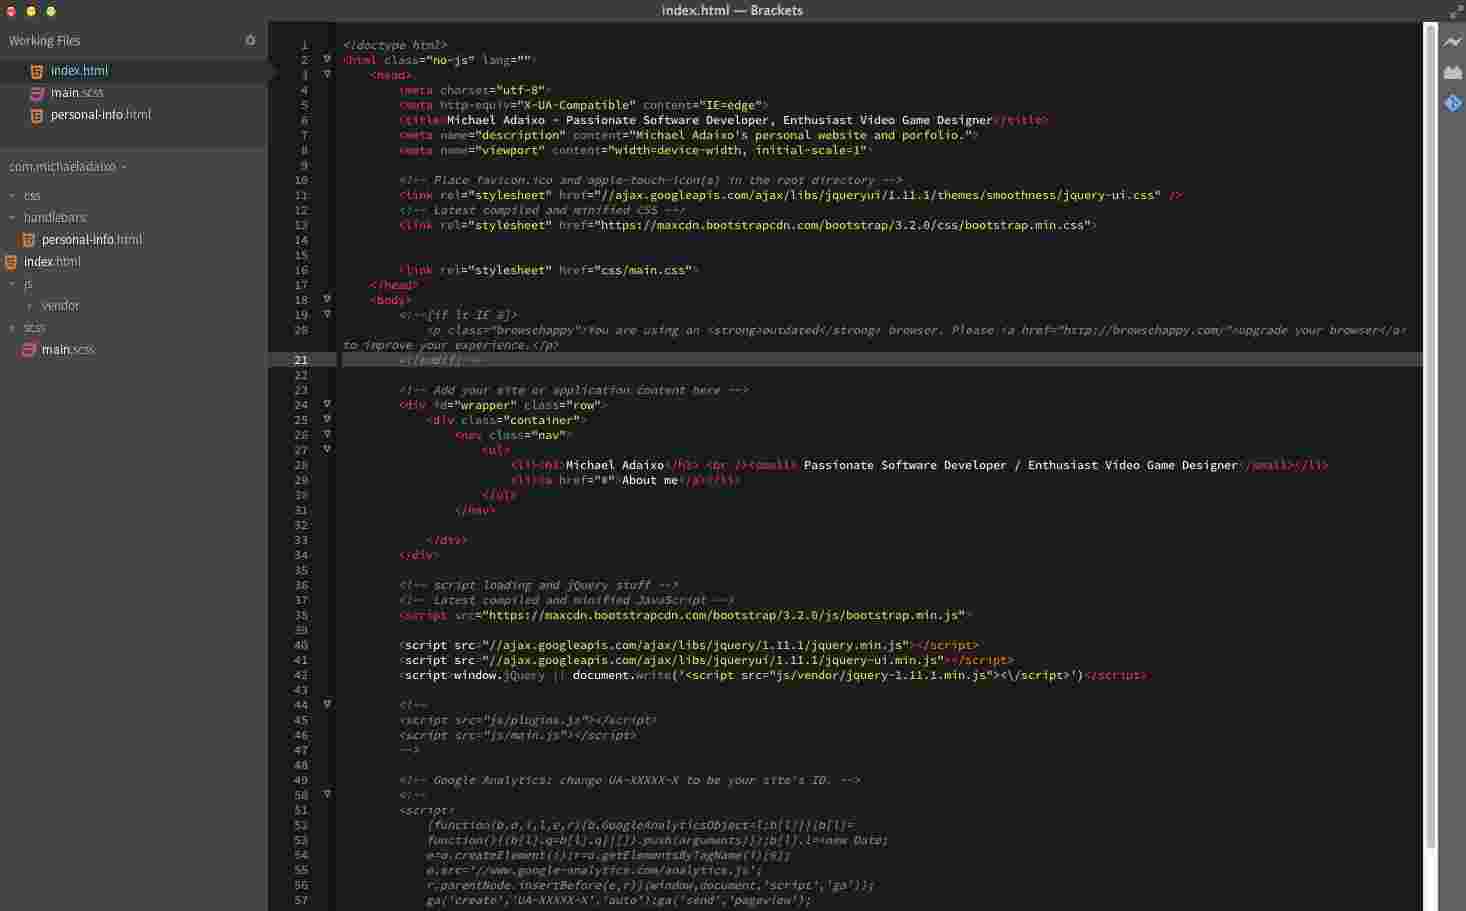 index.html — Brackets
Working Files
index.html
main.scss
personal-info.html
com.michaeladaixo
css
handlebars
personal-info.html
index.html
js
vendor
scss
main.scss
1 <!doctype html>
2 <html class="no-js" lang="">
3 <head>
4 <meta charset="utf-8">
5 <meta http-equiv="X-UA-Compatible" content="IE=edge">
6 <title>Michael Adaixo - Passionate Software Developer, Enthusiast Video Game Designer</title>
7 <meta name="description" content="Michael Adaixo's personal website and porfolio.">
8 <meta name="viewport" content="width=device-width, initial-scale=1">
9
10 <!-- Place favicon.ico and apple-touch-icon(s) in the root directory -->
11 <link rel="stylesheet" href="//ajax.googleapis.com/ajax/libs/jqueryui/1.11.1/themes/smoothness/jquery-ui.css" />
12 <!-- Latest compiled and minified CSS -->
13 <link rel="stylesheet" href="https://maxcdn.bootstrapcdn.com/bootstrap/3.2.0/css/bootstrap.min.css">
14
15
16 <link rel="stylesheet" href="css/main.css">
17 </head>
18 <body>
19 <!--[if lt IE 8]>
20 <p class="browsehappy">You are using an <strong>outdated</strong> browser. Please <a href="http://browsehappy.com/">upgrade your browser</a>
to improve your experience.</p>
21 <![endif]-->
22
23 <!-- Add your site or application content here -->
24 <div id="wrapper" class="row">
25 <div class="container">
26 <nav class="nav">
27 <ul>
28 <li> Michael Adaixo <br /><small> Passionate Software Developer / Enthusiast Video Game Designer</small></li>
29 <li><a href="#">About me</a></li>
30 </ul>
31 </nav>
32
33 </div>
34 </div>
35
36 <!-- script loading and jQuery stuff -->
37 <!-- Latest compiled and minified JavaScript -->
38 <script src="https://maxcdn.bootstrapcdn.com/bootstrap/3.2.0/js/bootstrap.min.js">
39
40 <script src="//ajax.googleapis.com/ajax/libs/jquery/1.11.1/jquery.min.js"></script>
41 <script src="//ajax.googleapis.com/ajax/libs/jqueryui/1.11.1/jquery-ui.min.js"></script>
42 <script>window.jQuery || document.write('<script src="js/vendor/jquery-1.11.1.min.js"><\/script>')</script>
43
44 <!--
45 <script src="js/plugins.js"></script>
46 <script src="js/main.js"></script>
47 -->
48
49 <!-- Google Analytics: change UA-XXXXX-X to be your site's ID. -->
50 <!--
51 <script>
52 (function(b,o,i,l,e,r){b.GoogleAnalyticsObject=l;b[l]||(b[l]=
53 function(){(b[l].q=b[l].q||[]).push(arguments)});b[l].l=+new Date;
54 e=o.createElement(i);r=o.getElementsByTagName(i)[0];
55 e.src='//www.google-analytics.com/analytics.js';
56 r.parentNode.insertBefore(e,r)}(window,document,'script','ga'));
57 ga('create','UA-XXXXX-X','auto');ga('send','pageview');